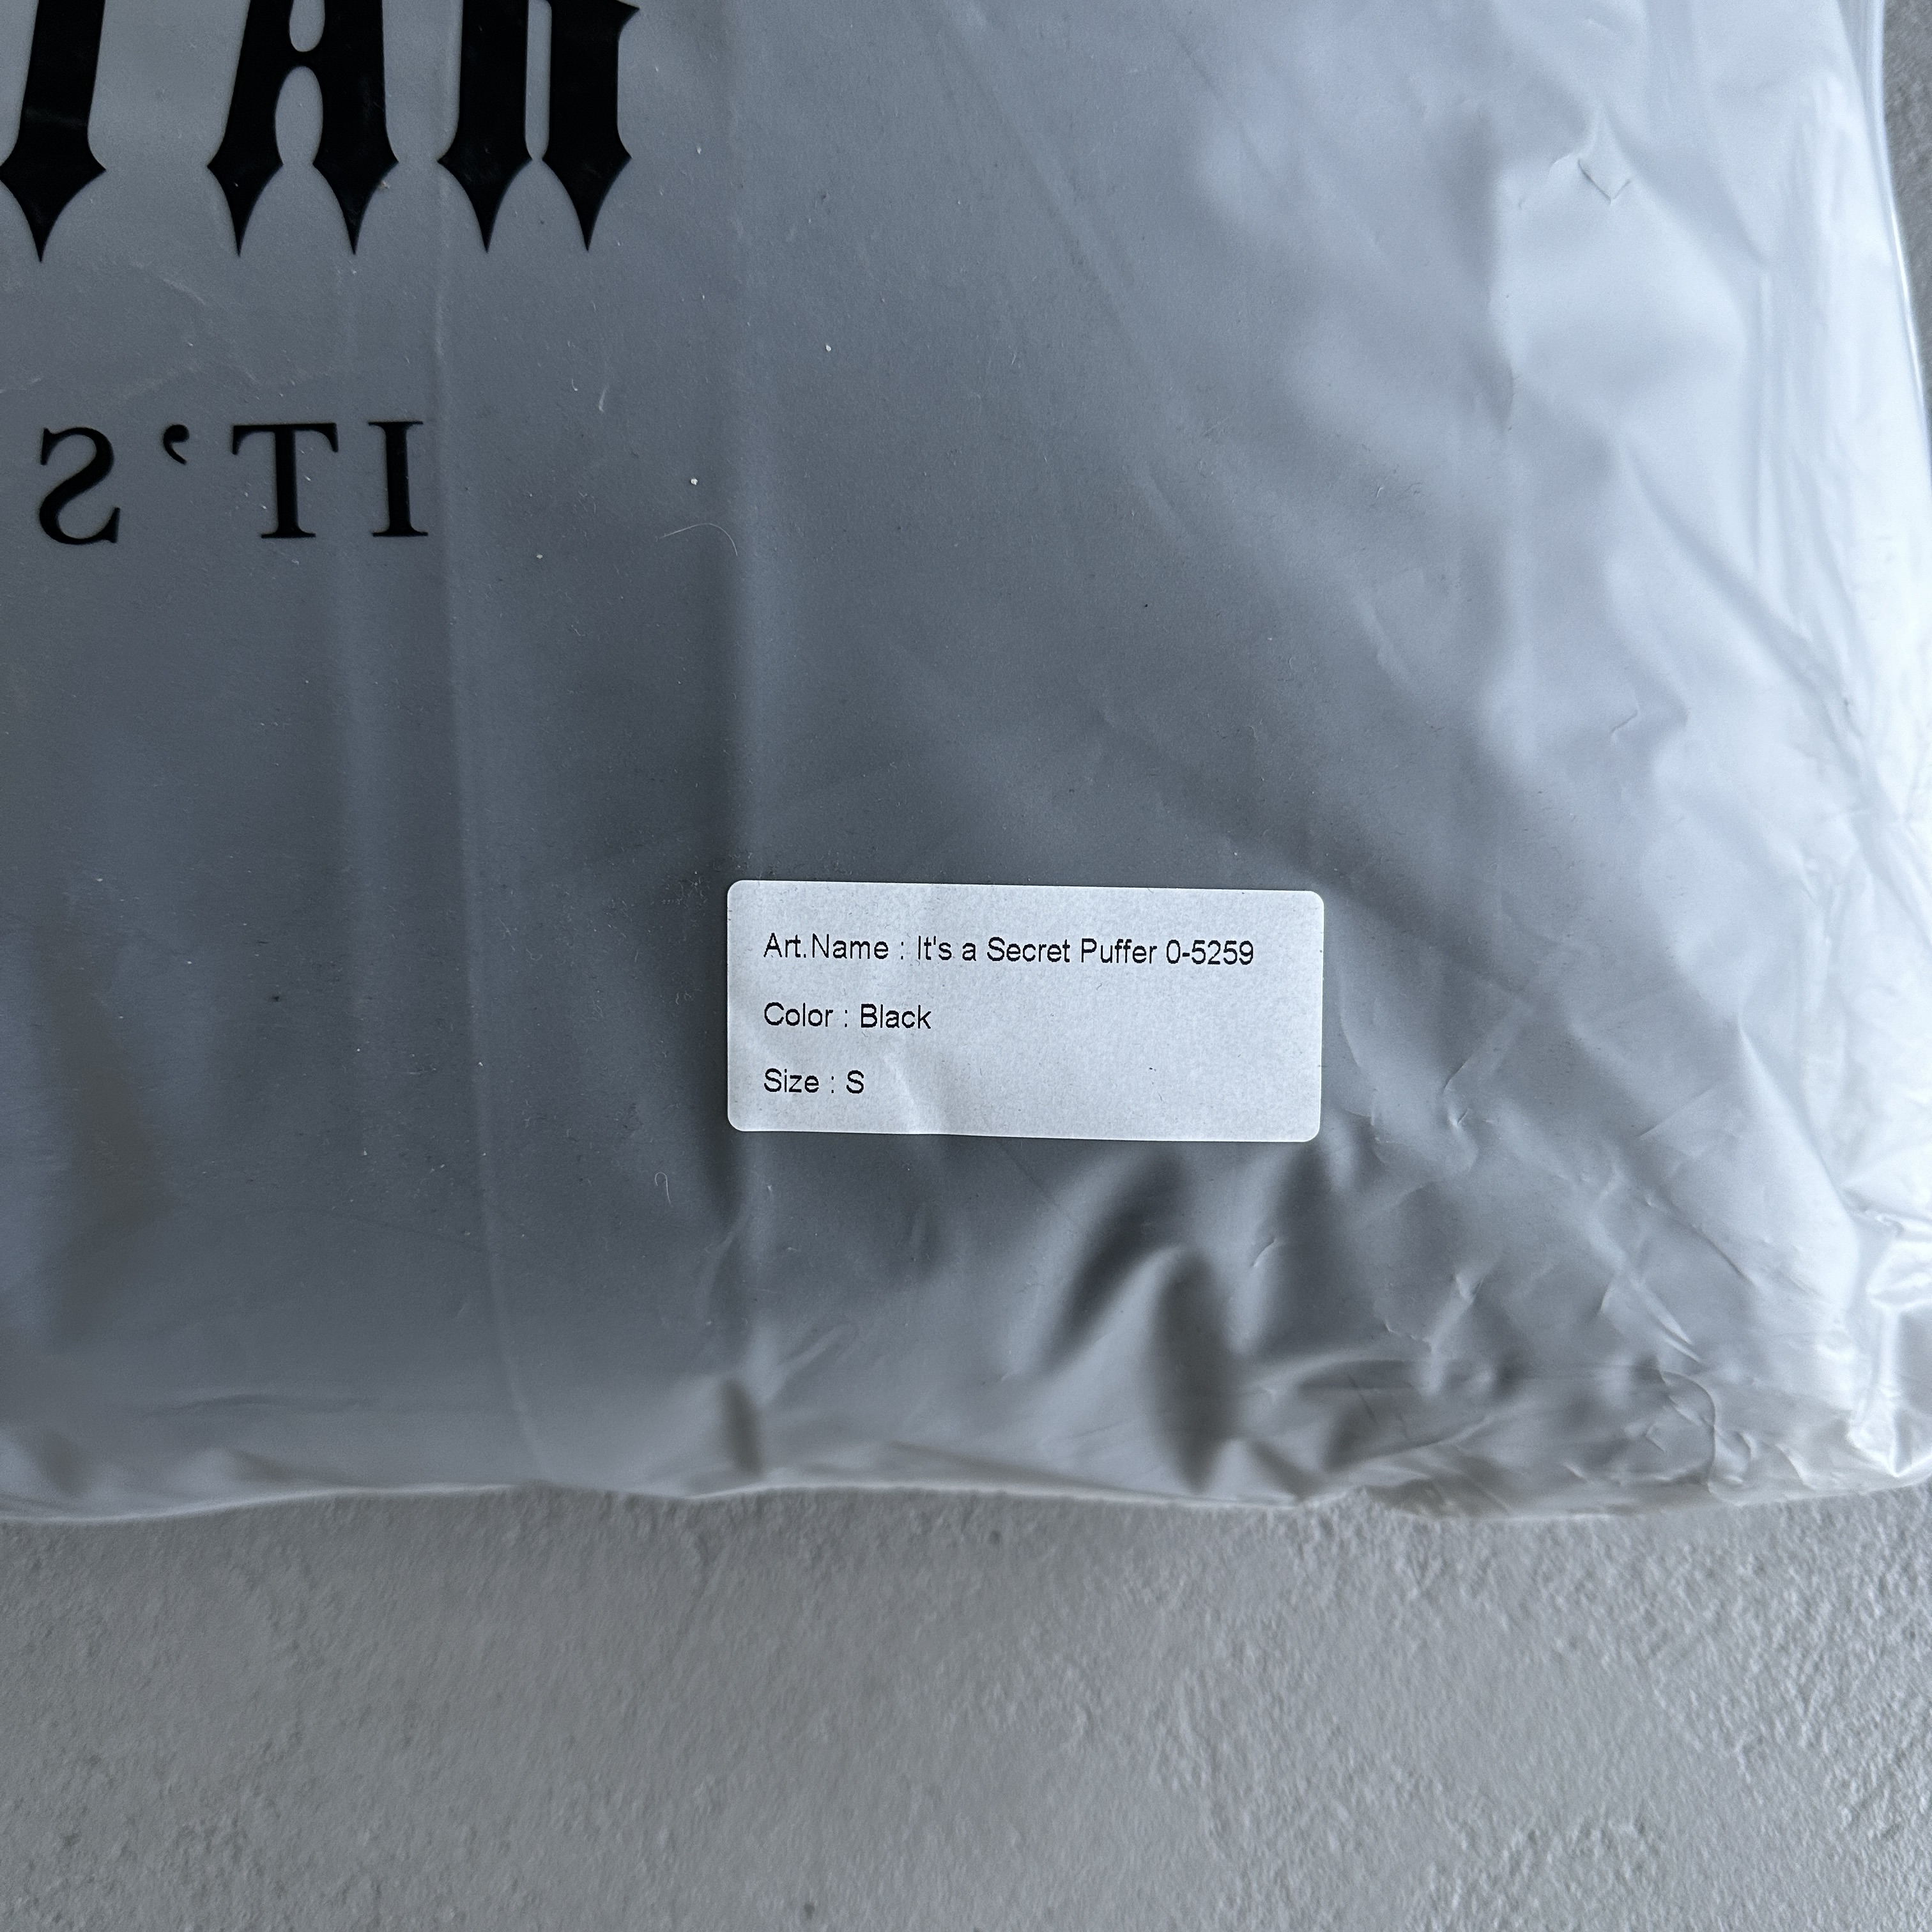 IT'S
Art.Name : It's a Secret Puffer 0-5259
Color : Black
Size : S